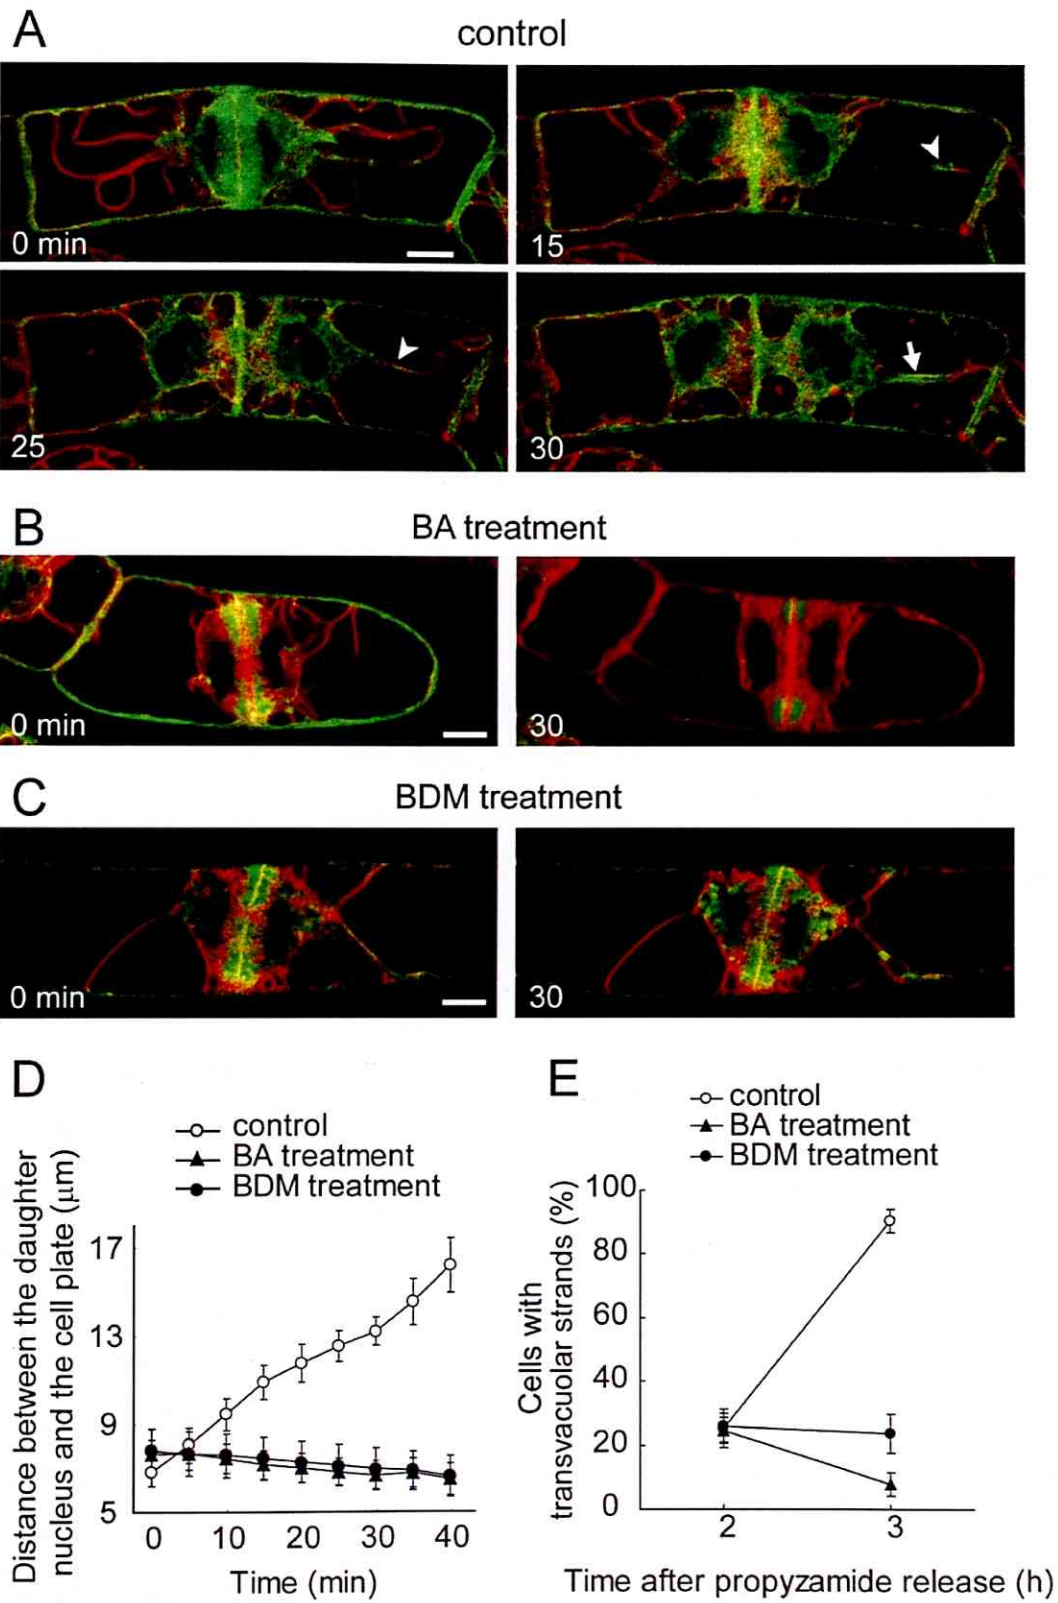 A
control
0 min
15
25
30
B
BA treatment
0 min
30
C
BDM treatment
0 min
30
D
control
BA treatment
BDM treatment
Distance between the daughter
nucleus and the cell plate (μm)
17
13
9
5
0 10 20 30 40
Time (min)
E
control
BA treatment
BDM treatment
Cells with
transvacuolar strands (%)
100
80
60
40
20
0
2 3
Time after propyzamide release (h)